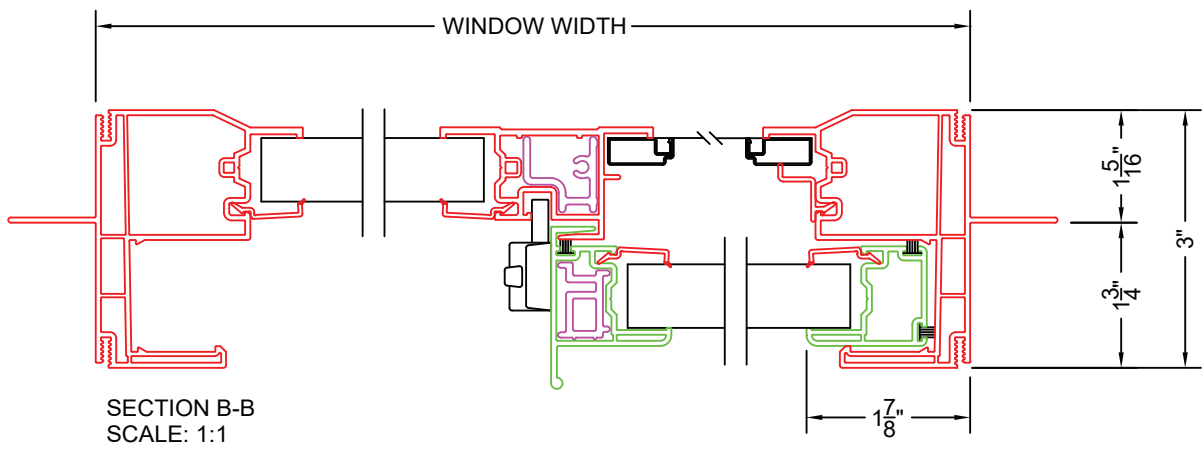 WINDOW WIDTH
1 5/16"
3"
1 3/4"
1 7/8"
SECTION B-B
SCALE: 1:1